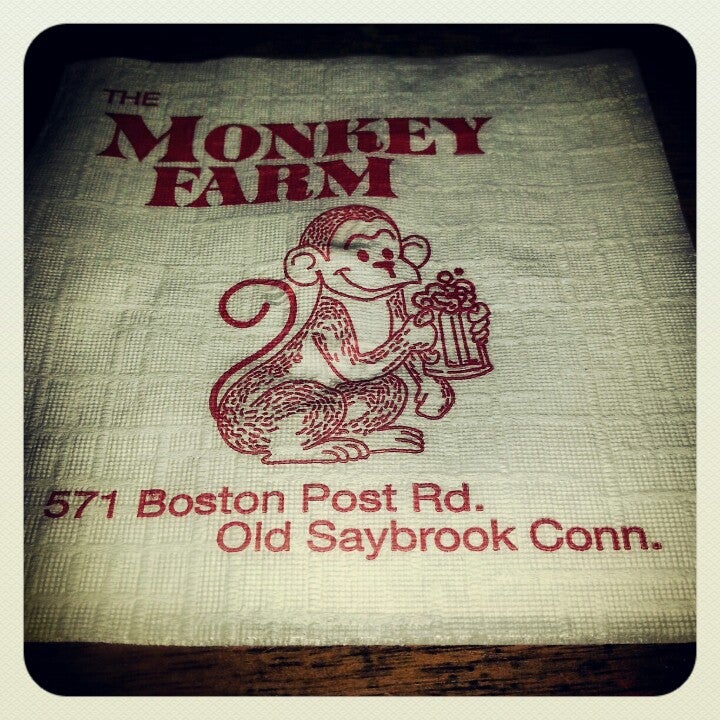 THE
MONKEY
FARM
571 Boston Post Rd.
Old Saybrook Conn.